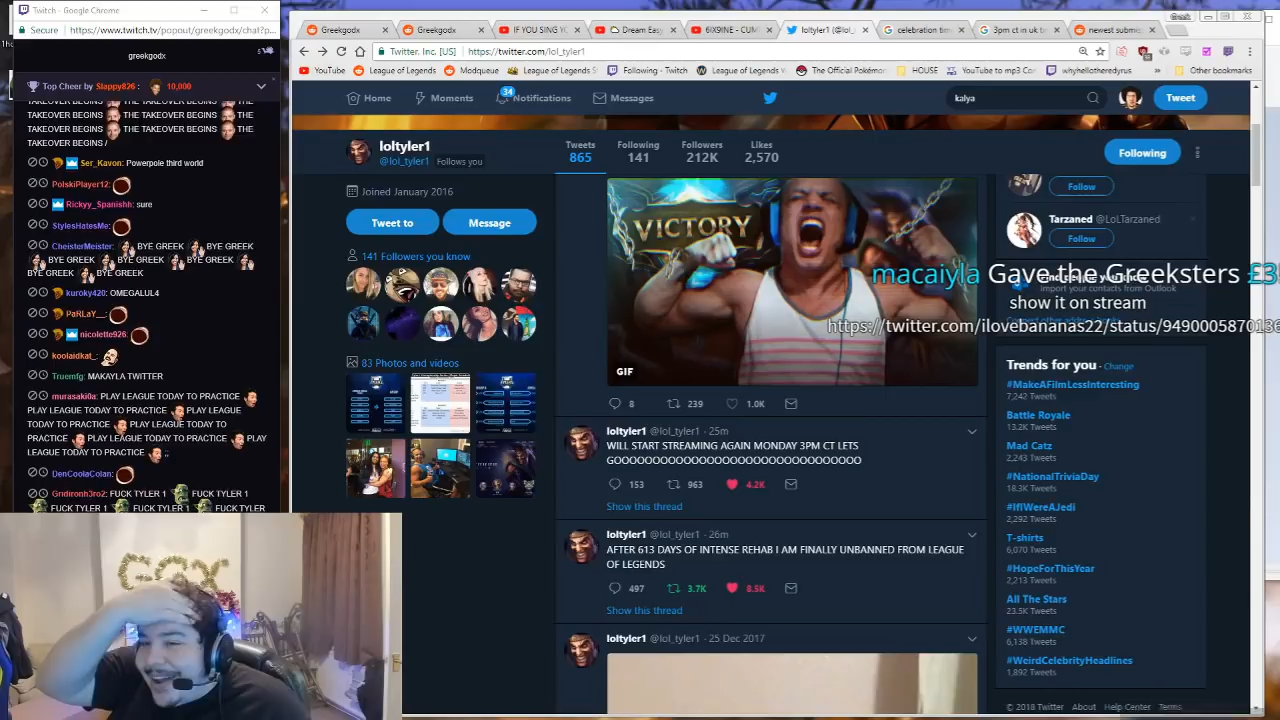 Twitch - Google Chrome
Secure https://www.twitch.tv/popout/greekgodx/chat?p...
greekgodx
Top Cheer by Slappy826 : 10,000
TAKEOVER BEGINS THE TAKEOVER BEGINS THE
TAKEOVER BEGINS THE TAKEOVER BEGINS THE
TAKEOVER BEGINS THE TAKEOVER BEGINS THE
TAKEOVER BEGINS /
Ser_Kavon: Powerpole third world
PolskiPlayer12:
Rickyy_Spanishh: sure
StylesHatesMe:
CheisterMeister: BYE GREEK BYE GREEK
BYE GREEK BYE GREEK BYE GREEK
BYE GREEK BYE GREEK
kuroky420: OMEGALUL4
PaRLaY__:
nicolette926:
koolaidkat_:
Truemfg: MAKAYLA TWITTER
murasaki0a: PLAY LEAGUE TODAY TO PRACTICE
PLAY LEAGUE TODAY TO PRACTICE PLAY LEAGUE
TODAY TO PRACTICE PLAY LEAGUE TODAY TO
PRACTICE PLAY LEAGUE TODAY TO PRACTICE PLAY
LEAGUE TODAY TO PRACTICE ;;
DenCoolaColan:
Gridironh3ro2: FUCK TYLER 1 FUCK TYLER 1
FUCK TYLER 1 FUCK TYLER 1 FUCK TYLER
GGX
Greekgodx
Greekgodx
IF YOU SING
Dream Easy
6IX9INE - CUM
loltyler1 (@lol_
celebration tim
3pm ct in uk ti
newest submis
Greek
Twitter, Inc. [US] https://twitter.com/lol_tyler1
YouTube
League of Legends
Modqueue
League of Legends S
Following - Twitch
League of Legends V
The Official Pokémo
HOUSE
YouTube to mp3 Con
whyhellotheredyrus
»
Other bookmarks
Home
Moments
34
Notifications
Messages
kalya
Tweet
loltyler1
@lol_tyler1 Follows you
Tweets
865
Following
141
Followers
212K
Likes
2,570
Following
Joined January 2016
Tweet to
Message
141 Followers you know
83 Photos and videos
VICTORY
GIF
8 239 1.0K
loltyler1 @lol_tyler1 - 25m
WILL START STREAMING AGAIN MONDAY 3PM CT LETS
GOOOOOOOOOOOOOOOOOOOOOOOOOOOOOOO
153 963 4.2K
Show this thread
loltyler1 @lol_tyler1 - 26m
AFTER 613 DAYS OF INTENSE REHAB I AM FINALLY UNBANNED FROM LEAGUE
OF LEGENDS
497 3.7K 8.5K
Show this thread
loltyler1 @lol_tyler1 - 25 Dec 2017
Follow
Tarzaned @LoLTarzaned
Follow
macaiyla Gave the Greeksters £3
show it on stream
https://twitter.com/ilovebananas22/status/9490005870136
Import your contacts from Outlook
Trends for you · Change
#MakeAFilmLessInteresting
7,242 Tweets
Battle Royale
13.2K Tweets
Mad Catz
2,243 Tweets
#NationalTriviaDay
18.3K Tweets
#IfIWereAJedi
2,292 Tweets
T-shirts
6,070 Tweets
#HopeForThisYear
2,213 Tweets
All The Stars
23.5K Tweets
#WWEMMC
6,138 Tweets
#WeirdCelebrityHeadlines
1,892 Tweets
© 2018 Twitter About Help Center Terms